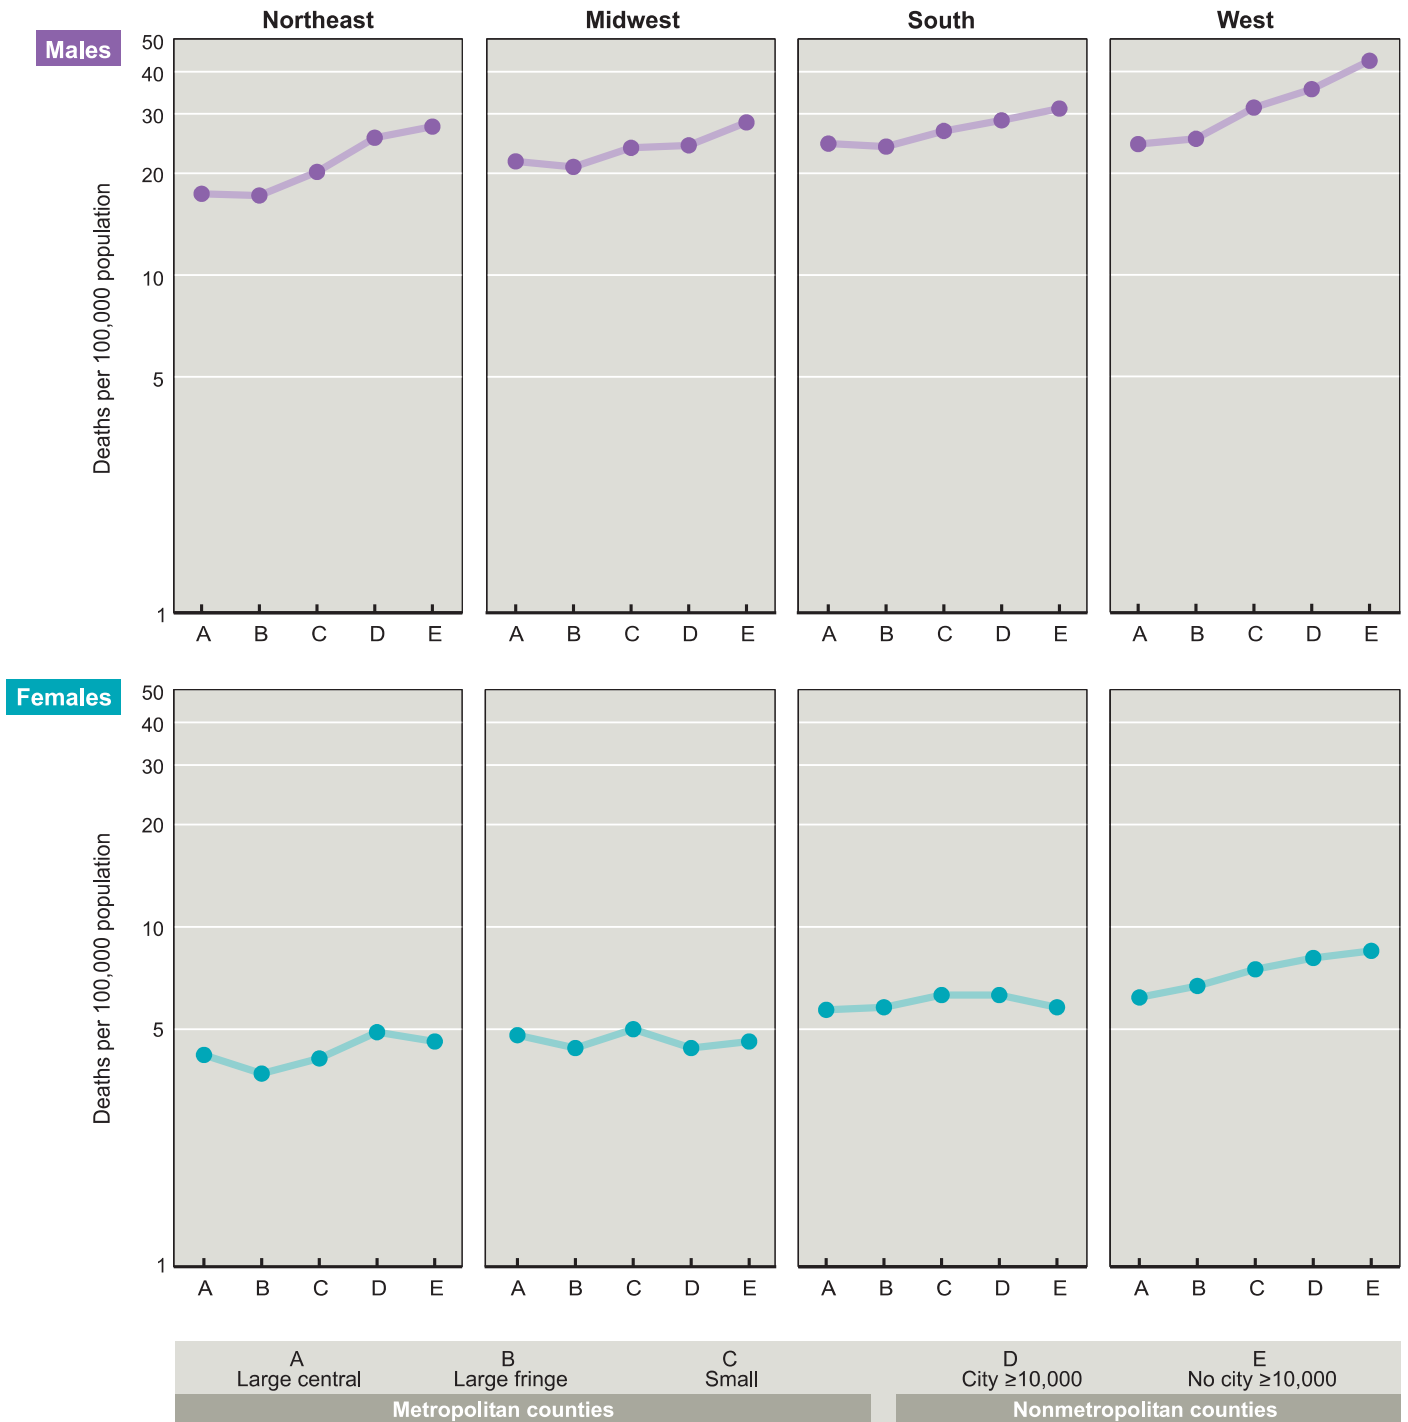 Northeast Midwest South West
Males
50
40
30
20
10
5
1
Deaths per 100,000 population
A B C D E A B C D E A B C D E A B C D E
Females
50
40
30
20
10
5
1
Deaths per 100,000 population
A B C D E A B C D E A B C D E A B C D E
A B C D E
Large central Large fringe Small City ≥10,000 No city ≥10,000
Metropolitan counties Nonmetropolitan counties